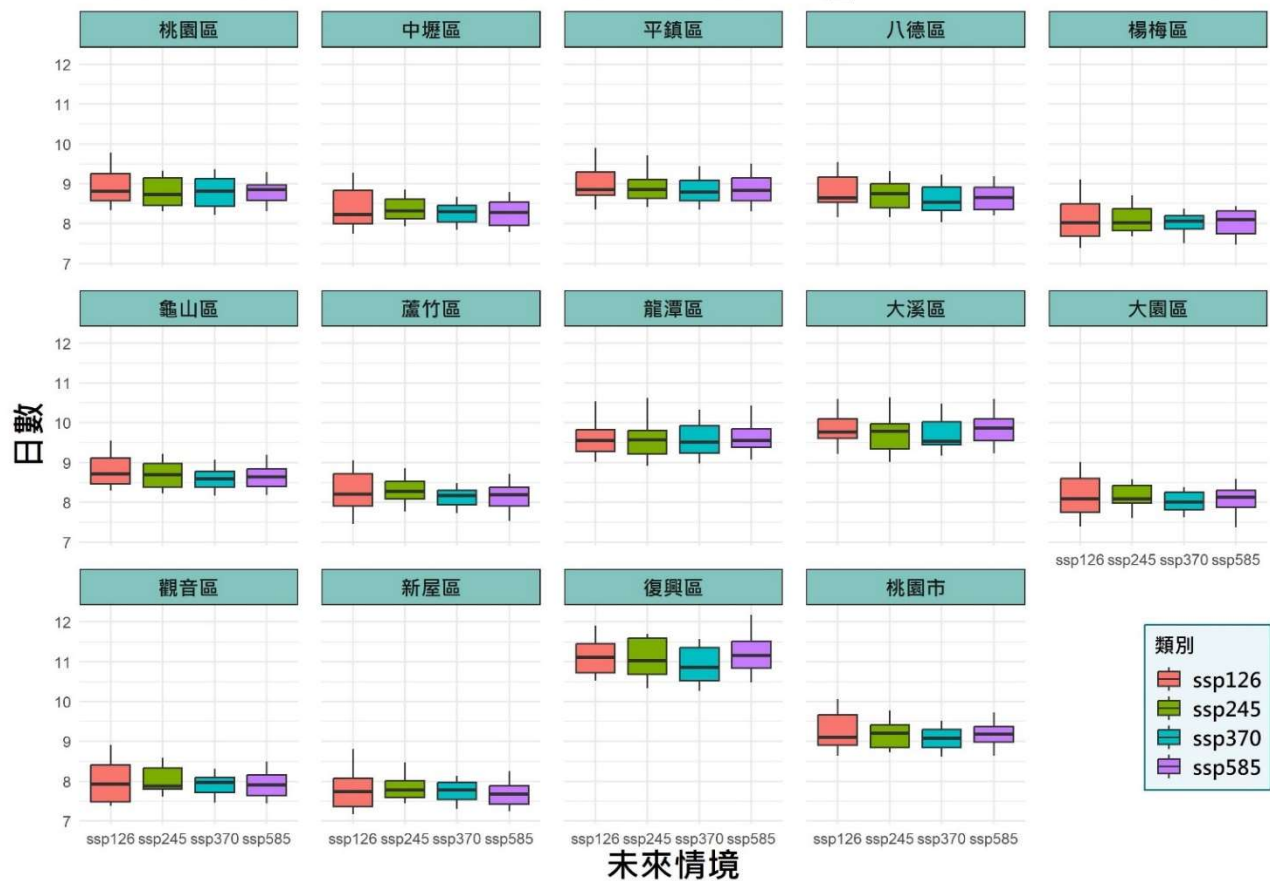 桃園區 中壢區 平鎮區 八德區 楊梅區
12
11
10
9
8
7
龜山區 蘆竹區 龍潭區 大溪區 大園區
12
11
10
9
8
7
日數
ssp126 ssp245 ssp370 ssp585
觀音區 新屋區 復興區 桃園市
12
11
10
9
8
7
ssp126 ssp245 ssp370 ssp585 ssp126 ssp245 ssp370 ssp585 ssp126 ssp245 ssp370 ssp585 ssp126 ssp245 ssp370 ssp585
未來情境
類別
ssp126
ssp245
ssp370
ssp585